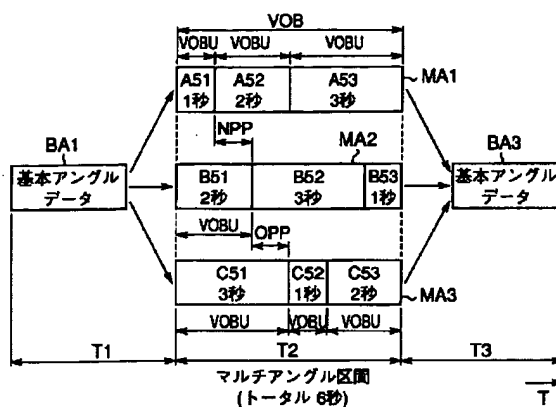 VOB
VOBU VOBU VOBU
A51 A52 A53
1秒 2秒 3秒
MA1
NPP
MA2
BA1
基本アングル
データ
B51 B52 B53
2秒 3秒 1秒
BA3
基本アングル
データ
VOBU OPP
C51 C52 C53
3秒 1秒 2秒
MA3
VOBU VOBU VOBU
T1 T2 T3
マルチアングル区間
(トータル 6秒)
T